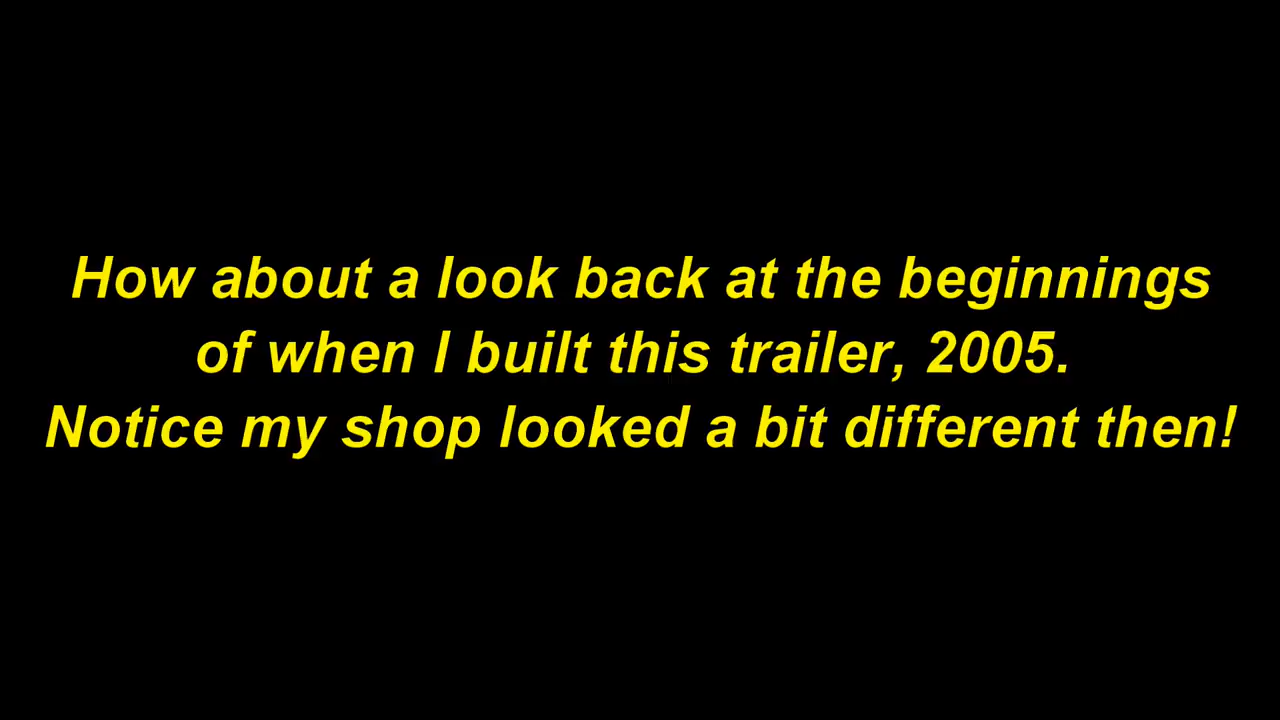 How about a look back at the beginnings
of when I built this trailer, 2005.
Notice my shop looked a bit different then!